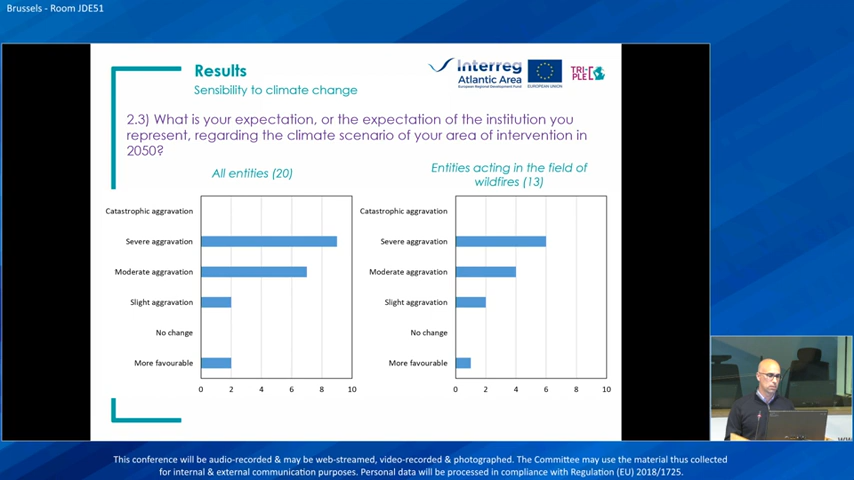 Brussels - Room JDE51
Results
Sensibility to climate change
Interreg
Atlantic Area
European Regional Development Fund
EUROPEAN UNION
TRI-
PLE
2.3) What is your expectation, or the expectation of the institution you
represent, regarding the climate scenario of your area of intervention in
2050?
All entities (20)
Catastrophic aggravation
Severe aggravation
Moderate aggravation
Slight aggravation
No change
More favourable
0 2 4 6 8 10
Entities acting in the field of
wildfires (13)
Catastrophic aggravation
Severe aggravation
Moderate aggravation
Slight aggravation
No change
More favourable
0 2 4 6 8 10
This conference will be audio-recorded & may be web-streamed, video-recorded & photographed. The Committee may use the material thus collected
for internal & external communication purposes. Personal data will be processed in compliance with Regulation (EU) 2018/1725.